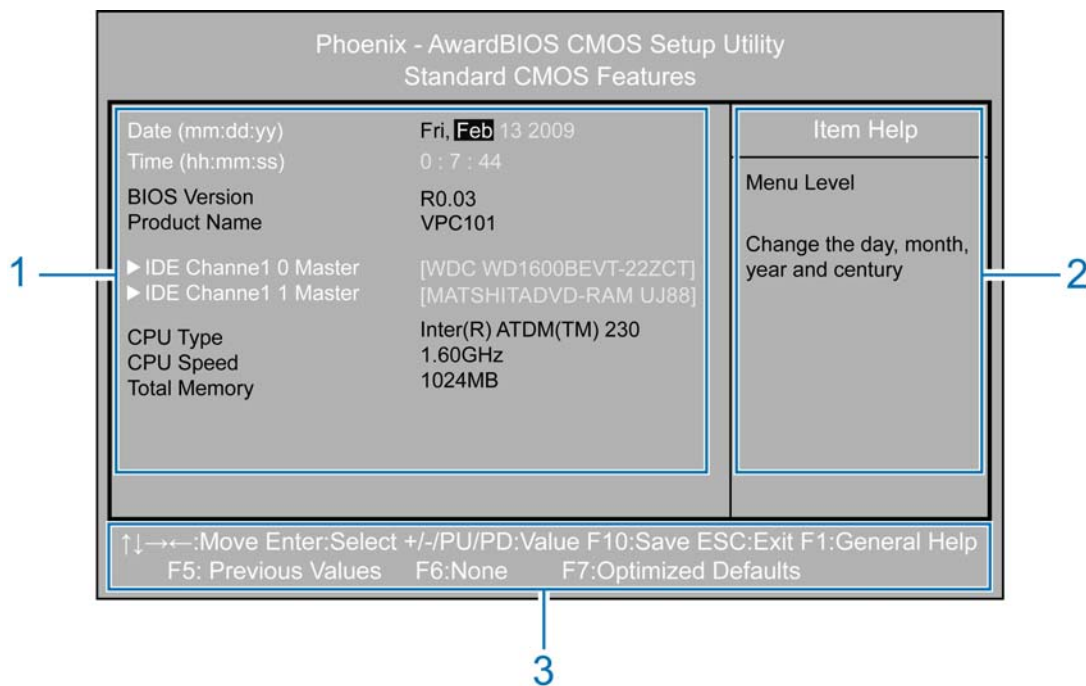 Phoenix - AwardBIOS CMOS Setup Utility
Standard CMOS Features
Date (mm:dd:yy) Fri, Feb 13 2009
Time (hh:mm:ss) 0 : 7 : 44
BIOS Version R0.03
Product Name VPC101
▶ IDE Channe1 0 Master [WDC WD1600BEVT-22ZCT]
▶ IDE Channe1 1 Master [MATSHITADVD-RAM UJ88]
CPU Type Inter(R) ATDM(TM) 230
CPU Speed 1.60GHz
Total Memory 1024MB
Item Help
Menu Level
Change the day, month,
year and century
↑↓→←:Move Enter:Select +/-/PU/PD:Value F10:Save ESC:Exit F1:General Help
F5: Previous Values F6:None F7:Optimized Defaults
1
2
3